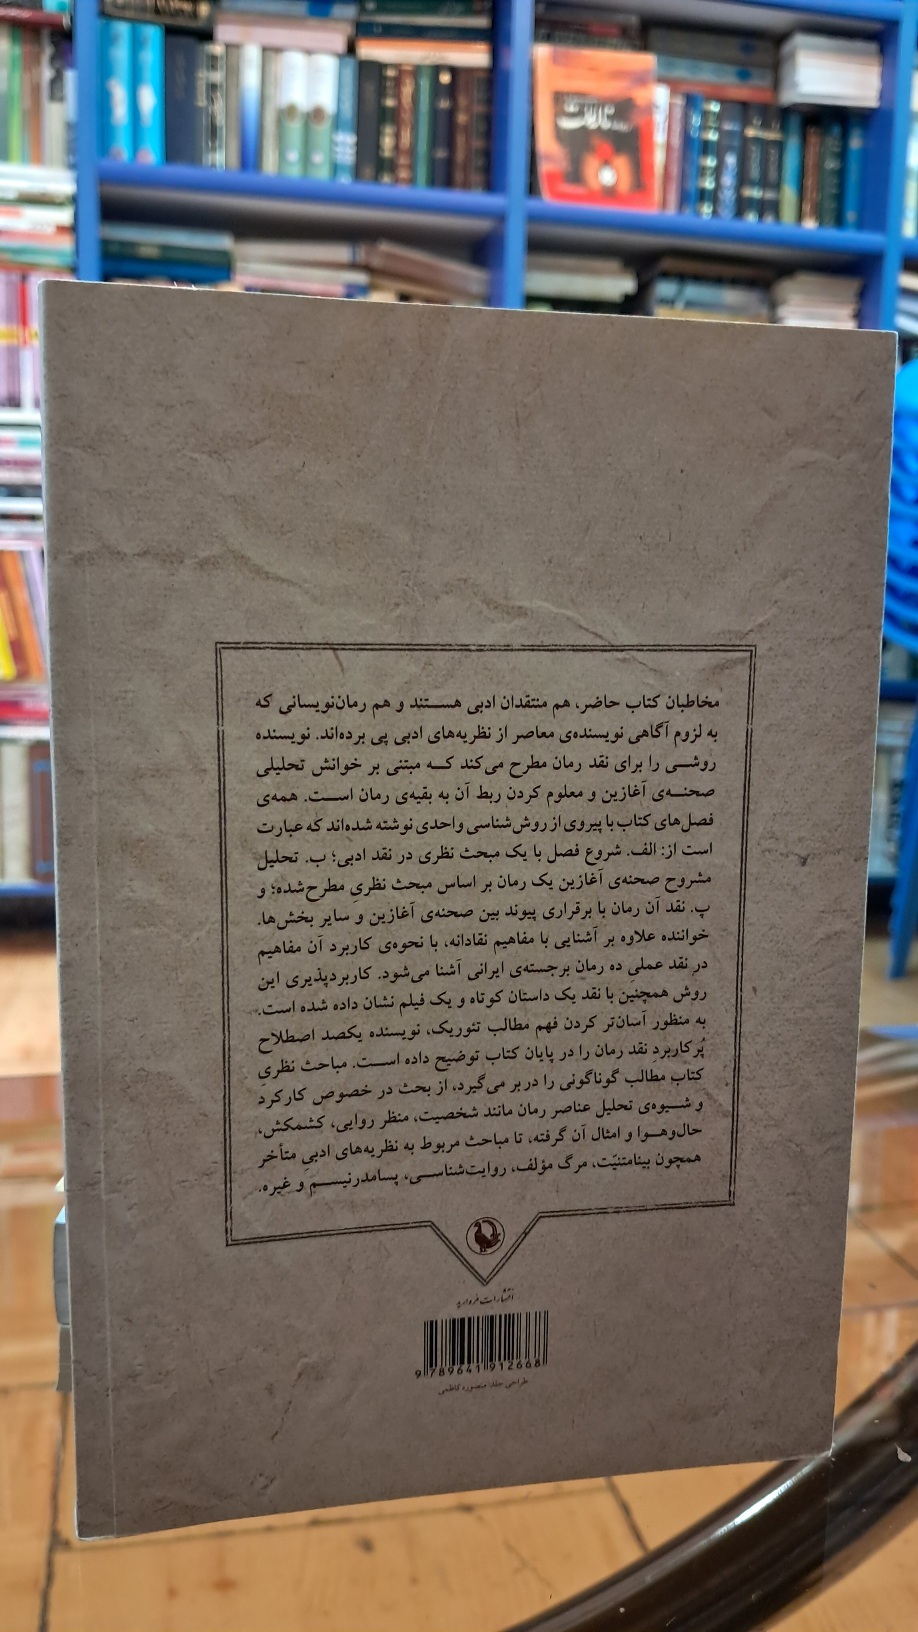 مخاطبان کتاب حاضر، هم منتقدان ادبی هستند و هم رمان‌نویسانی که
به لزوم آگاهی نویسنده‌ی معاصر از نظریه‌های ادبی پی برده‌اند. نویسنده
روشی را برای نقد رمان مطرح می‌کند که مبتنی بر خوانش تحلیلی
صحنه‌ی آغازین و معلوم کردن ربط آن به بقیه‌ی رمان است. همه‌ی
فصل‌های کتاب با پیروی از روش‌شناسی واحدی نوشته شده‌اند که عبارت
است از: الف. شروع فصل با یک مبحث نظری در نقد ادبی؛ ب. تحلیل
مشروح صحنه‌ی آغازین یک رمان بر اساس مبحث نظریِ مطرح‌شده؛ و
پ. نقد آن رمان با برقراری پیوند بین صحنه‌ی آغازین و سایر بخش‌ها.
خواننده علاوه بر آشنایی با مفاهیم نقادانه، با نحوه‌ی کاربرد آن مفاهیم
در نقد عملی ده رمان برجسته‌ی ایرانی آشنا می‌شود. کاربردپذیری این
روش همچنین با نقد یک داستان کوتاه و یک فیلم نشان داده شده است.
به منظور آسان‌تر کردن فهم مطالب تئوریک، نویسنده یکصد اصطلاح
پُرکاربردِ نقد رمان را در پایان کتاب توضیح داده است. مباحث نظریِ
کتاب مطالب گوناگونی را در بر می‌گیرد، از بحث در خصوص کارکرد
و شیوه‌ی تحلیل عناصر رمان مانند شخصیت، منظر روایی، کشمکش،
حال‌وهوا و امثال آن گرفته، تا مباحث مربوط به نظریه‌های ادبیِ متأخر
همچون بینامتنیّت، مرگ مؤلف، روایت‌شناسی، پسامدرنیسم و غیره.
انتشارات مروارید
9 789641 912668
طراحی جلد: منصوره کاظمی